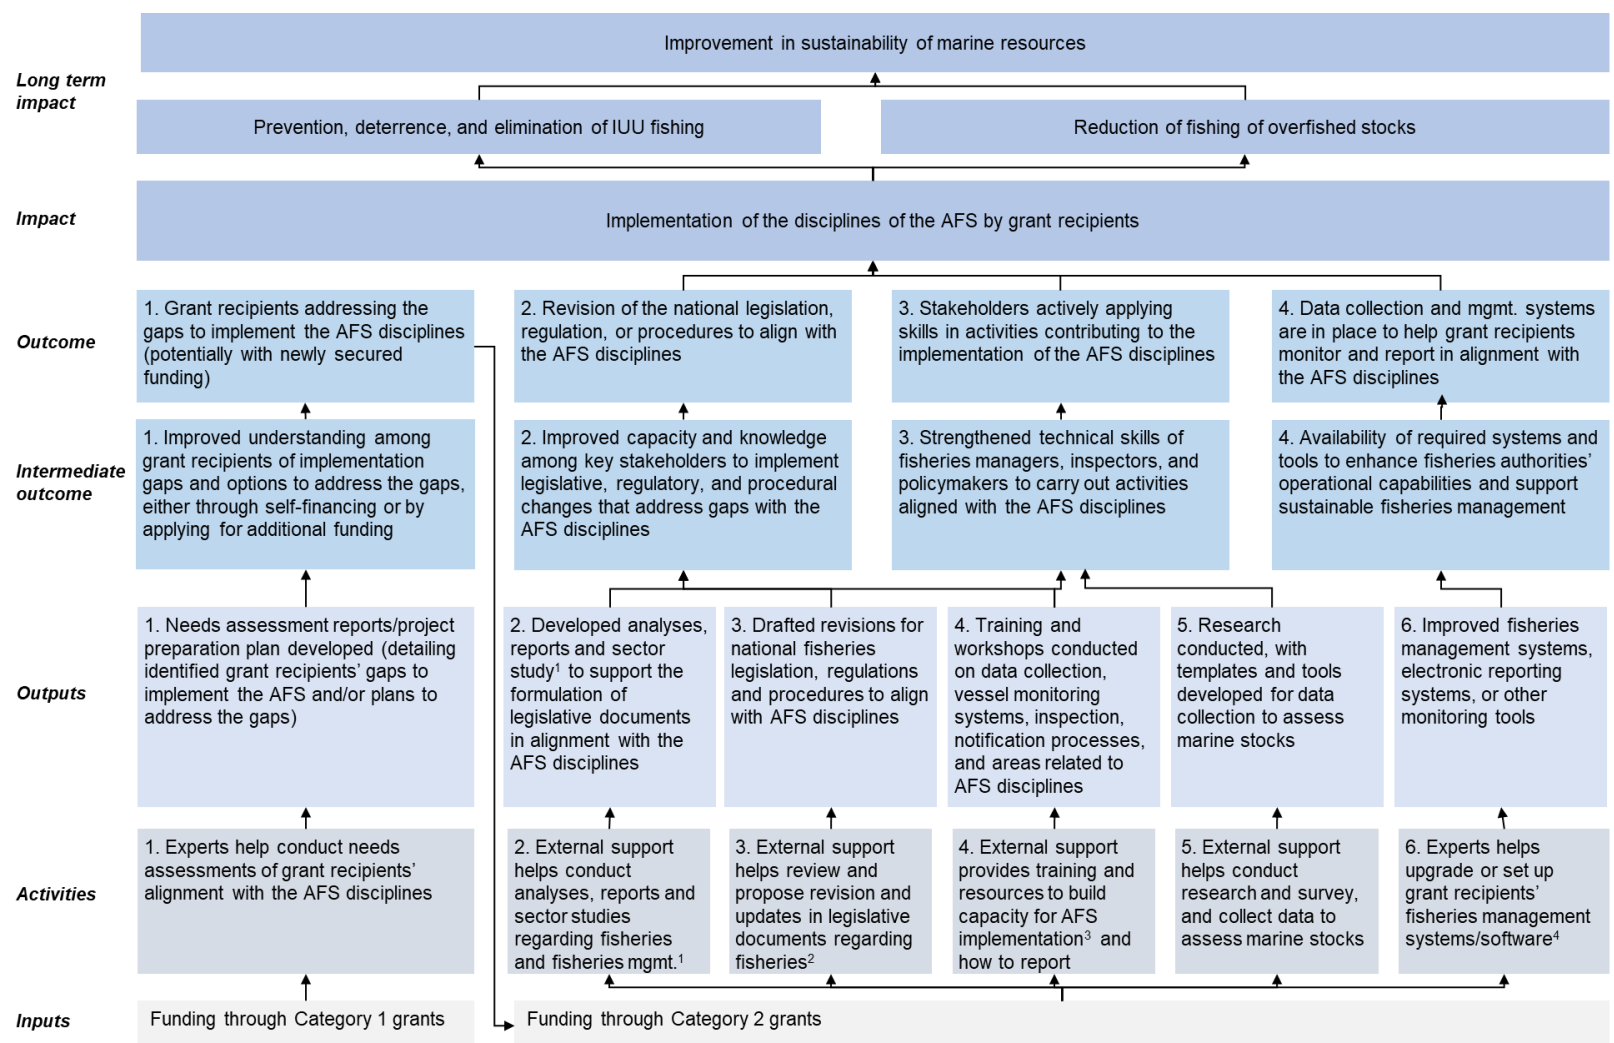 Improvement in sustainability of marine resources
Long term
impact
Prevention, deterrence, and elimination of IUU fishing
Reduction of fishing of overfished stocks
Impact
Implementation of the disciplines of the AFS by grant recipients
Outcome
1. Grant recipients addressing the
gaps to implement the AFS disciplines
(potentially with newly secured
funding)
2. Revision of the national legislation,
regulation, or procedures to align with
the AFS disciplines
3. Stakeholders actively applying
skills in activities contributing to the
implementation of the AFS disciplines
4. Data collection and mgmt. systems
are in place to help grant recipients
monitor and report in alignment with
the AFS disciplines
Intermediate
outcome
1. Improved understanding among
grant recipients of implementation
gaps and options to address the gaps,
either through self-financing or by
applying for additional funding
2. Improved capacity and knowledge
among key stakeholders to implement
legislative, regulatory, and procedural
changes that address gaps with the
AFS disciplines
3. Strengthened technical skills of
fisheries managers, inspectors, and
policymakers to carry out activities
aligned with the AFS disciplines
4. Availability of required systems and
tools to enhance fisheries authorities’
operational capabilities and support
sustainable fisheries management
Outputs
1. Needs assessment reports/project
preparation plan developed (detailing
identified grant recipients’ gaps to
implement the AFS and/or plans to
address the gaps)
2. Developed analyses,
reports and sector
study¹ to support the
formulation of
legislative documents
in alignment with the
AFS disciplines
3. Drafted revisions for
national fisheries
legislation, regulations
and procedures to align
with AFS disciplines
4. Training and
workshops conducted
on data collection,
vessel monitoring
systems, inspection,
notification processes,
and areas related to
AFS disciplines
5. Research
conducted, with
templates and tools
developed for data
collection to assess
marine stocks
6. Improved fisheries
management systems,
electronic reporting
systems, or other
monitoring tools
Activities
1. Experts help conduct needs
assessments of grant recipients’
alignment with the AFS disciplines
2. External support
helps conduct
analyses, reports and
sector studies
regarding fisheries
and fisheries mgmt.¹
3. External support
helps review and
propose revision and
updates in legislative
documents regarding
fisheries²
4. External support
provides training and
resources to build
capacity for AFS
implementation³ and
how to report
5. External support
helps conduct
research and survey,
and collect data to
assess marine stocks
6. Experts helps
upgrade or set up
grant recipients’
fisheries management
systems/software⁴
Inputs
Funding through Category 1 grants
Funding through Category 2 grants